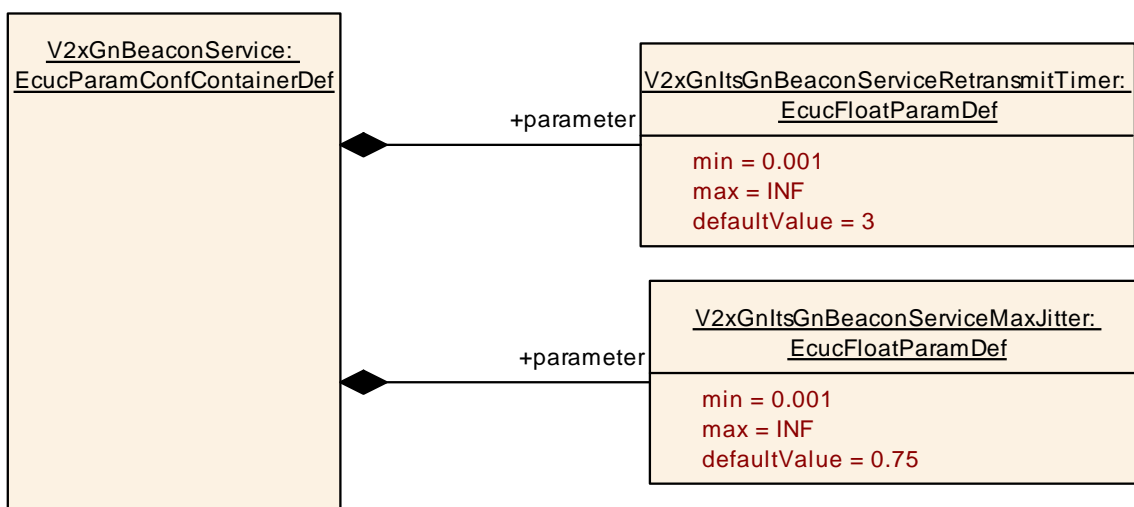 V2xGnBeaconService:
EcucParamConfContainerDef
+parameter
V2xGnItsGnBeaconServiceRetransmitTimer:
EcucFloatParamDef
min = 0.001
max = INF
defaultValue = 3
+parameter
V2xGnItsGnBeaconServiceMaxJitter:
EcucFloatParamDef
min = 0.001
max = INF
defaultValue = 0.75